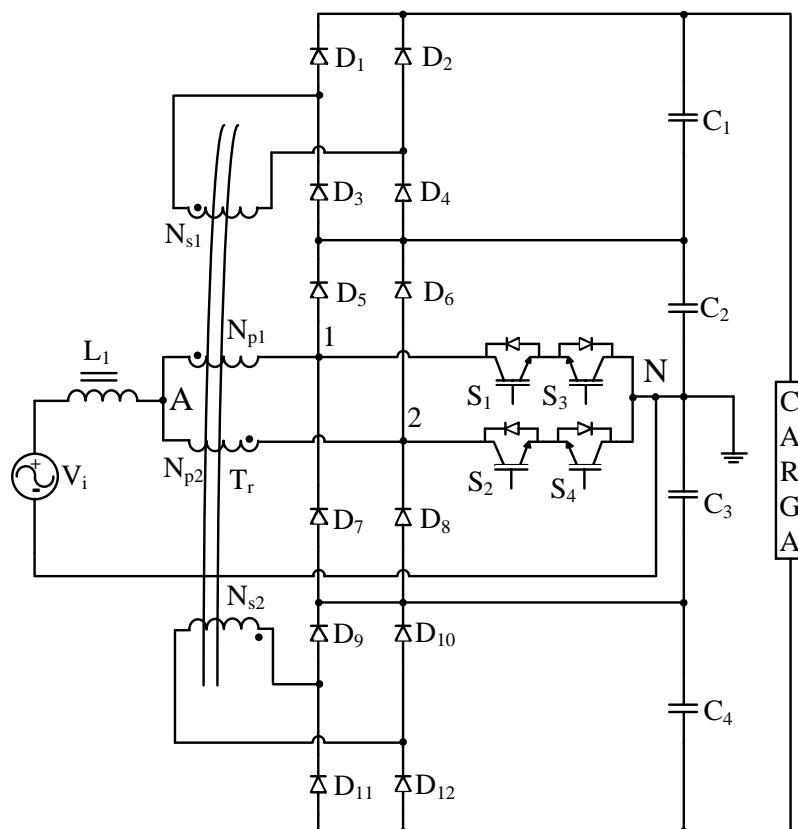 D1 D2
C1
D3 D4
Ns1
D5 D6
C2
Np1 1
L1
S1 S3 N
A
2
Np2 Tr
S2 S4
+
-
Vi
D7 D8
C3
CARGA
Ns2
D9 D10
C4
D11 D12